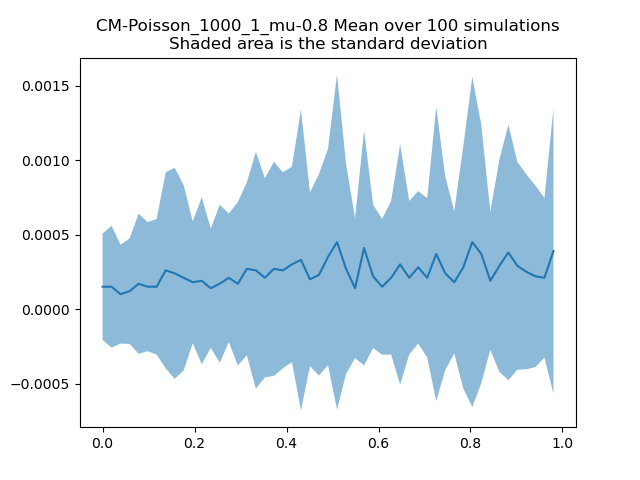 CM-Poisson_1000_1_mu-0.8 Mean over 100 simulations
Shaded area is the standard deviation
0.0015
0.0010
0.0005
0.0000
−0.0005
0.0 0.2 0.4 0.6 0.8 1.0